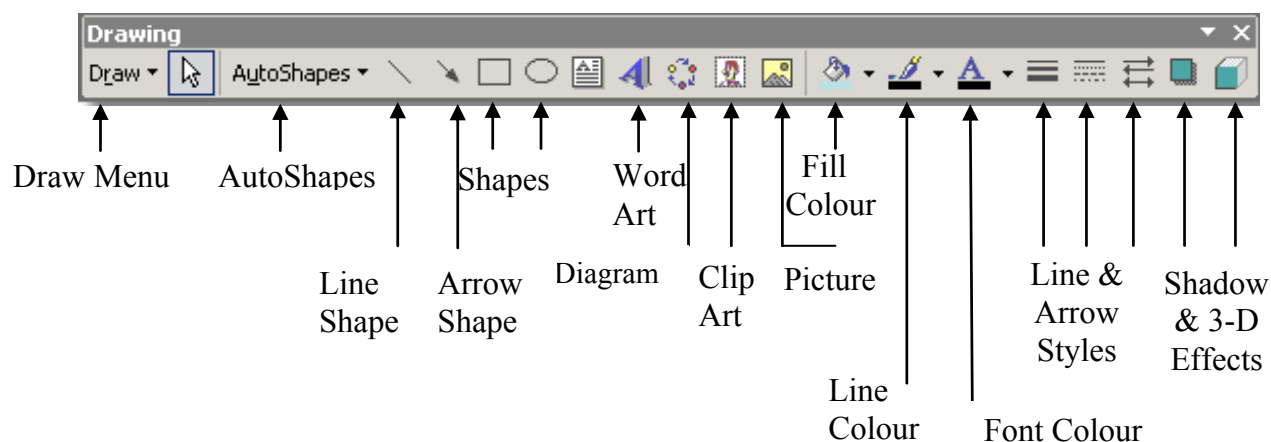 Drawing
Draw AutoShapes A
Draw Menu AutoShapes Shapes Word Art Fill Colour
Line Shape Arrow Shape Diagram Clip Art Picture Line & Arrow Styles Shadow & 3-D Effects
Line Colour Font Colour